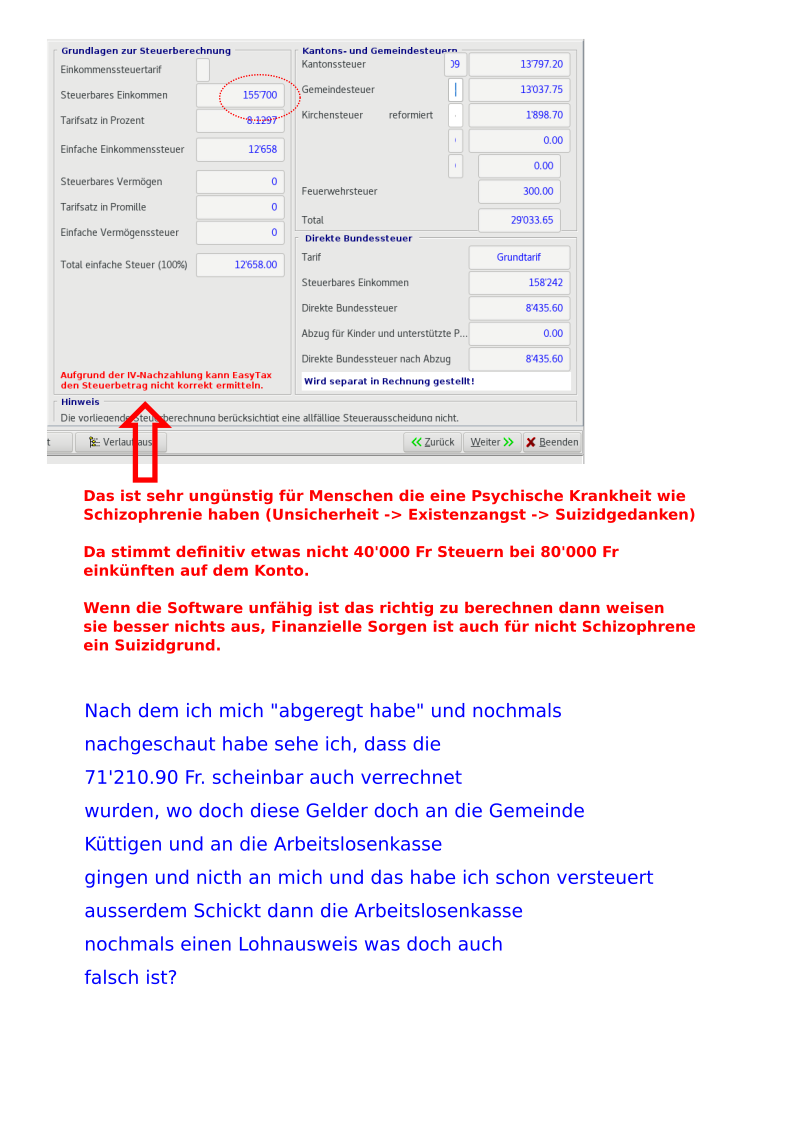 Grundlagen zur Steuerberechnung
Einkommenssteuertarif
Steuerbares Einkommen 155'700
Tarifsatz in Prozent 8.1297
Einfache Einkommenssteuer 12'658
Steuerbares Vermögen 0
Tarifsatz in Promille 0
Einfache Vermögenssteuer 0
Total einfache Steuer (100%) 12'658.00
Aufgrund der IV-Nachzahlung kann EasyTax
den Steuerbetrag nicht korrekt ermitteln.
Kantons- und Gemeindesteuern
Kantonssteuer 09 13'797.20
Gemeindesteuer 13'037.75
Kirchensteuer reformiert 1'898.70
0.00
0.00
Feuerwehrsteuer 300.00
Total 29'033.65
Direkte Bundessteuer
Tarif Grundtarif
Steuerbares Einkommen 158'242
Direkte Bundessteuer 8'435.60
Abzug für Kinder und unterstützte P... 0.00
Direkte Bundessteuer nach Abzug 8'435.60
Wird separat in Rechnung gestellt!
Hinweis
Die vorliegende Steuerberechnung berücksichtigt eine allfällige Steuerausscheidung nicht.
t Verlauf aus Zurück Weiter Beenden
Das ist sehr ungünstig für Menschen die eine Psychische Krankheit wie
Schizophrenie haben (Unsicherheit -> Existenzangst -> Suizidgedanken)
Da stimmt definitiv etwas nicht 40'000 Fr Steuern bei 80'000 Fr
einkünften auf dem Konto.
Wenn die Software unfähig ist das richtig zu berechnen dann weisen
sie besser nichts aus, Finanzielle Sorgen ist auch für nicht Schizophrene
ein Suizidgrund.
Nach dem ich mich "abgeregt habe" und nochmals
nachgeschaut habe sehe ich, dass die
71'210.90 Fr. scheinbar auch verrechnet
wurden, wo doch diese Gelder doch an die Gemeinde
Küttigen und an die Arbeitslosenkasse
gingen und nicth an mich und das habe ich schon versteuert
ausserdem Schickt dann die Arbeitslosenkasse
nochmals einen Lohnausweis was doch auch
falsch ist?